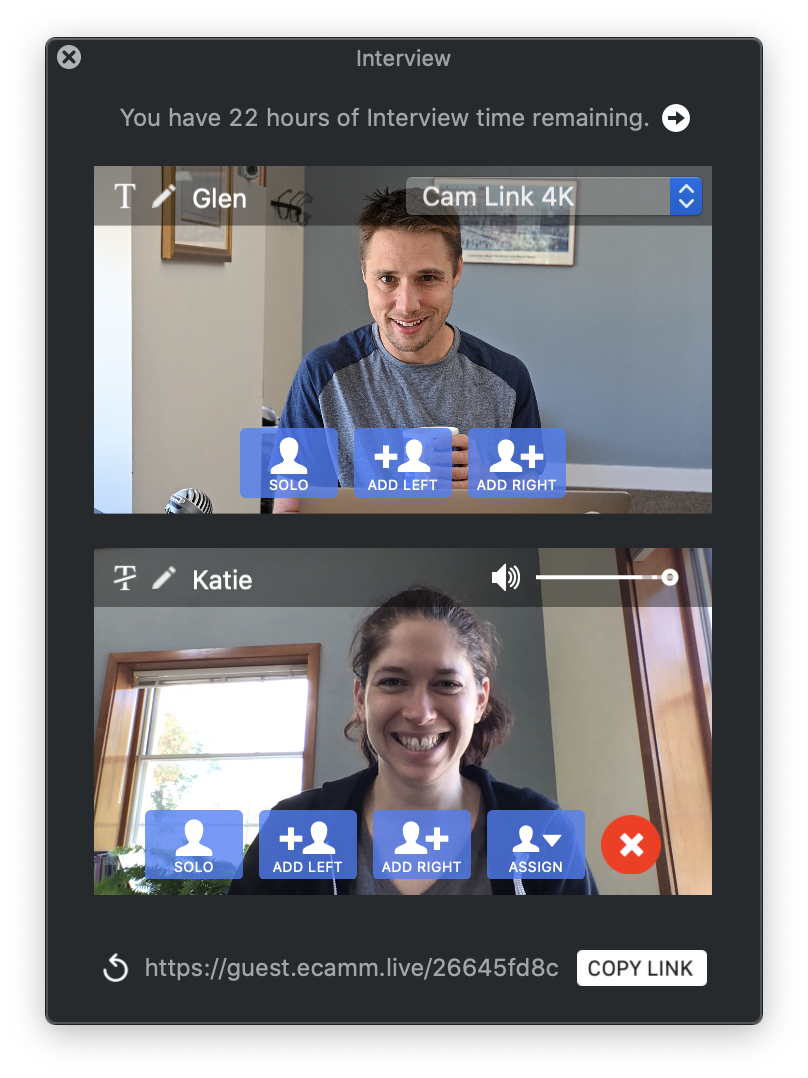 Interview
You have 22 hours of Interview time remaining.
T Glen Cam Link 4K
SOLO ADD LEFT ADD RIGHT
T Katie
SOLO ADD LEFT ADD RIGHT ASSIGN
https://guest.ecamm.live/26645fd8c COPY LINK